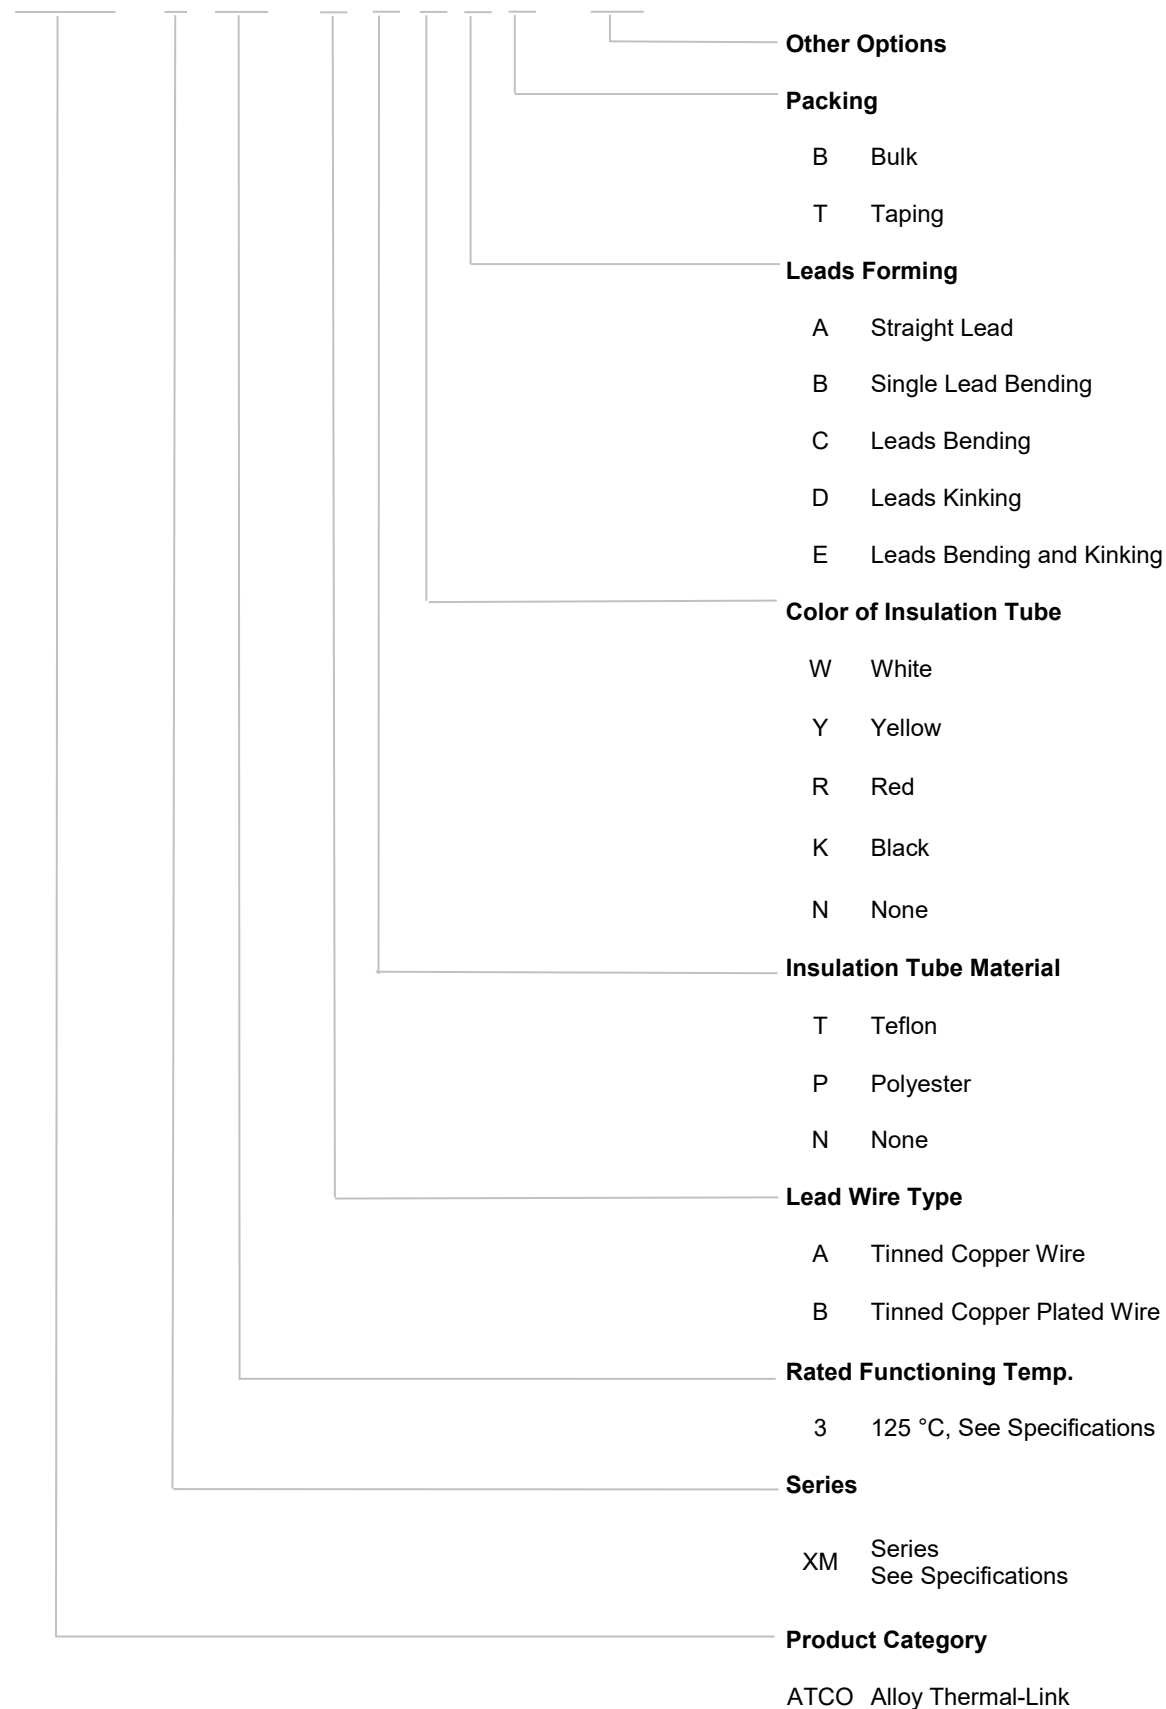 Other Options
Packing
B Bulk
T Taping
Leads Forming
A Straight Lead
B Single Lead Bending
C Leads Bending
D Leads Kinking
E Leads Bending and Kinking
Color of Insulation Tube
W White
Y Yellow
R Red
K Black
N None
Insulation Tube Material
T Teflon
P Polyester
N None
Lead Wire Type
A Tinned Copper Wire
B Tinned Copper Plated Wire
Rated Functioning Temp.
3 125 °C, See Specifications
Series
XM Series
See Specifications
Product Category
ATCO Alloy Thermal-Link